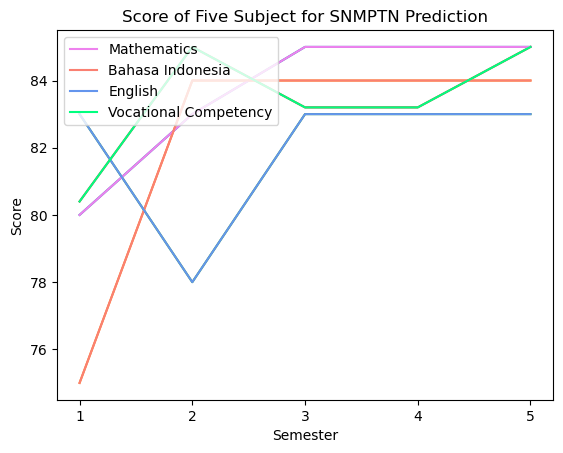 Score of Five Subject for SNMPTN Prediction
Mathematics
Bahasa Indonesia
English
Vocational Competency
Score
84
82
80
78
76
1 2 3 4 5
Semester